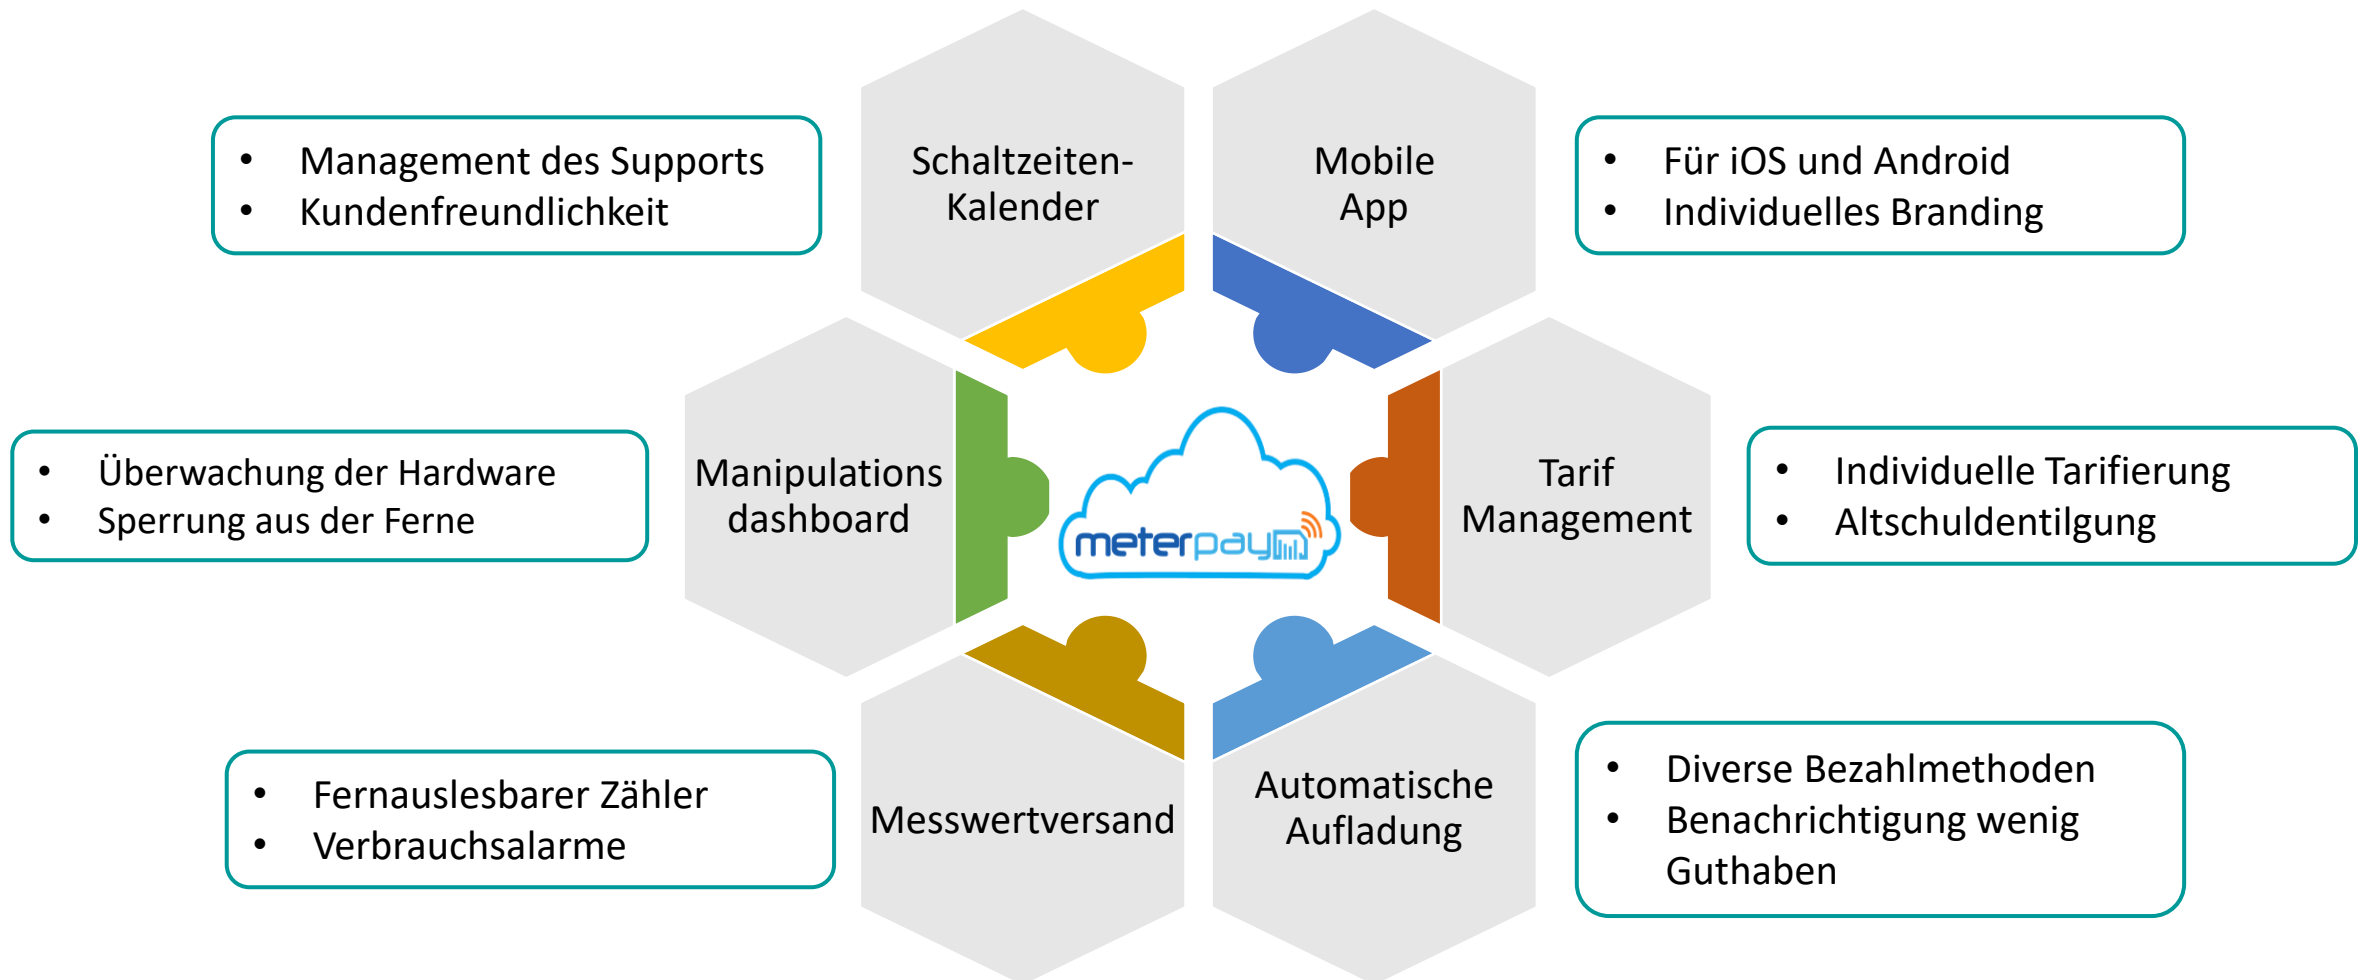 Schaltzeiten-
Kalender
Mobile
App
• Management des Supports
• Kundenfreundlichkeit
• Für iOS und Android
• Individuelles Branding
Manipulations
dashboard
meterpay
Tarif
Management
• Überwachung der Hardware
• Sperrung aus der Ferne
• Individuelle Tarifierung
• Altschuldentilgung
Messwertversand
Automatische
Aufladung
• Fernauslesbarer Zähler
• Verbrauchsalarme
• Diverse Bezahlmethoden
• Benachrichtigung wenig
Guthaben